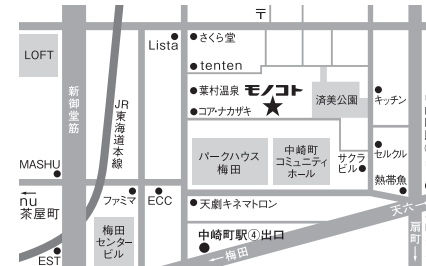 〒
LOFT
Lista
さくら堂
tenten
葉村温泉
モノコト
コア・ナカザキ
済美公園
キッチン
新御堂筋
JR東海道本線
パークハウス
梅田
中崎町
コミュニティ
ホール
サクラ
ビル
セルクル
熱帯魚
MASHU
nu
茶屋町
ファミマ
ECC
天劇キネマトロン
天六
扇町
梅田
センター
ビル
中崎町駅④出口
梅田
EST